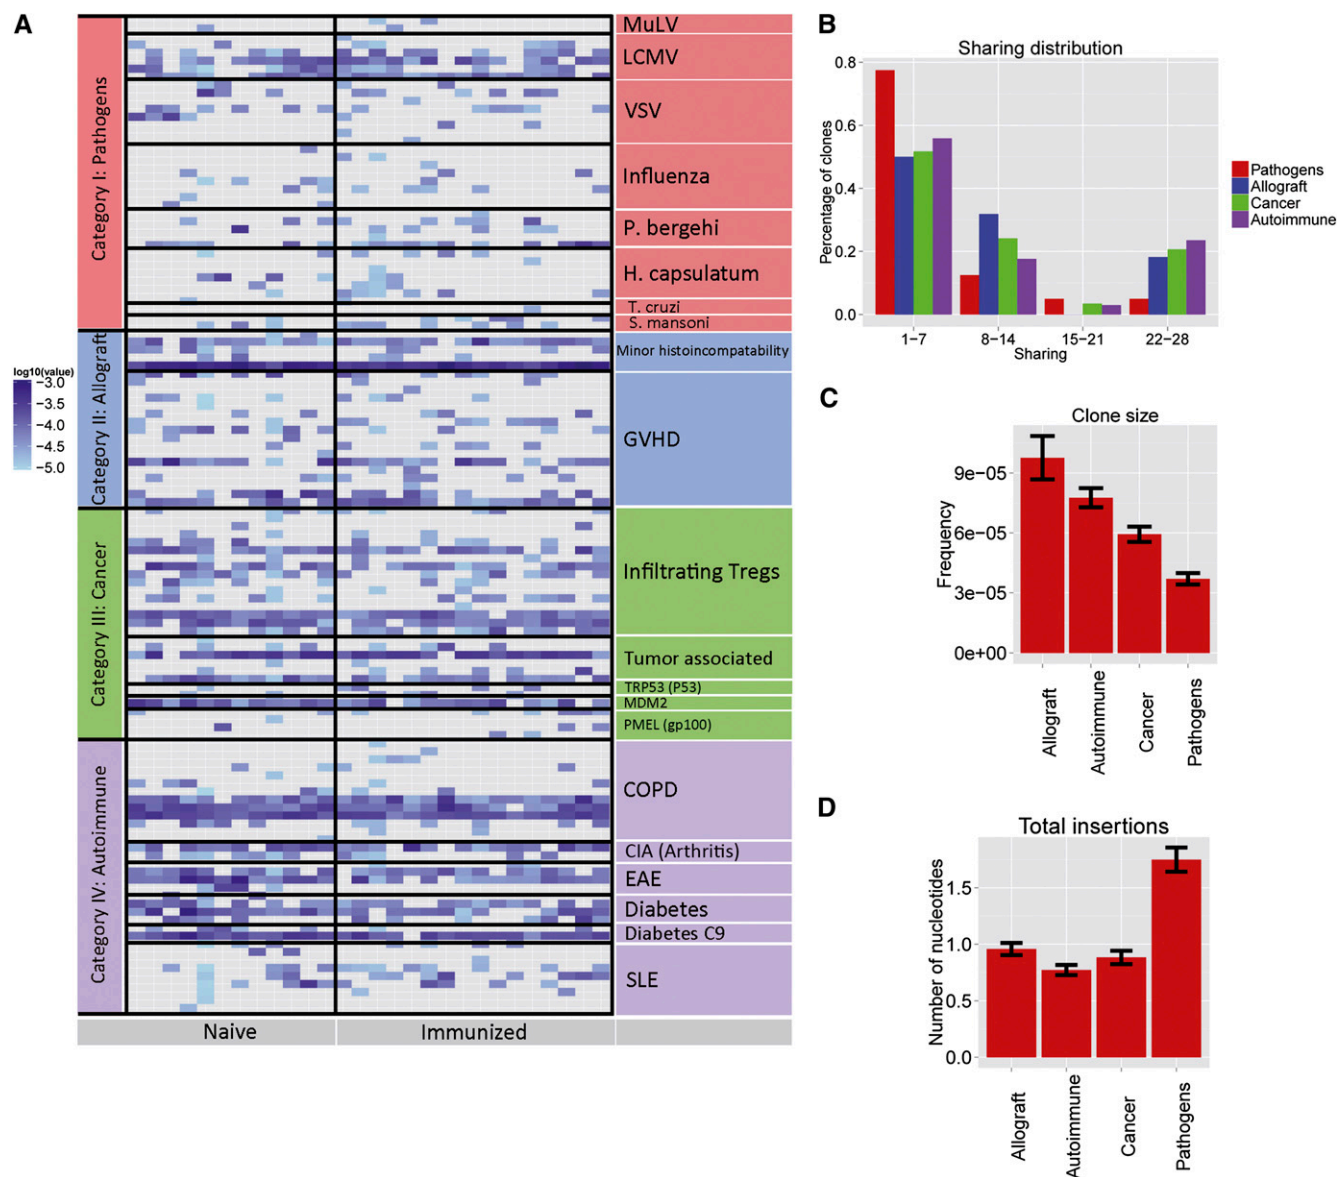 A
Category I: Pathogens
Category II: Allograft
Category III: Cancer
Category IV: Autoimmune
log10(value)
−3.0
−3.5
−4.0
−4.5
−5.0
MuLV
LCMV
VSV
Influenza
P. bergehi
H. capsulatum
T. cruzi
S. mansoni
Minor histoincompatability
GVHD
Infiltrating Tregs
Tumor associated
TRP53 (P53)
MDM2
PMEL (gp100)
COPD
CIA (Arthritis)
EAE
Diabetes
Diabetes C9
SLE
Naive
Immunized
B
Sharing distribution
Percentage of clones
0.8
0.6
0.4
0.2
0.0
1−7
8−14
15−21
22−28
Sharing
Pathogens
Allograft
Cancer
Autoimmune
C
Clone size
Frequency
9e−05
6e−05
3e−05
0e+00
Allograft
Autoimmune
Cancer
Pathogens
D
Total insertions
Number of nucleotides
1.5
1.0
0.5
0.0
Allograft
Autoimmune
Cancer
Pathogens